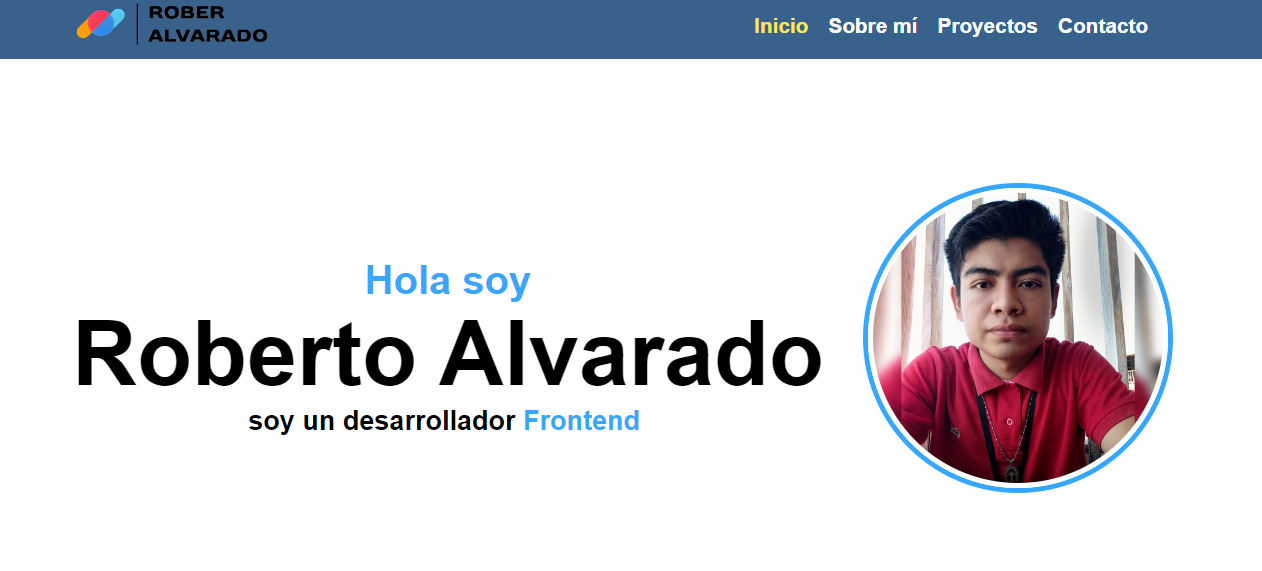 ROBER
ALVARADO
Inicio Sobre mí Proyectos Contacto
Hola soy
Roberto Alvarado
soy un desarrollador Frontend